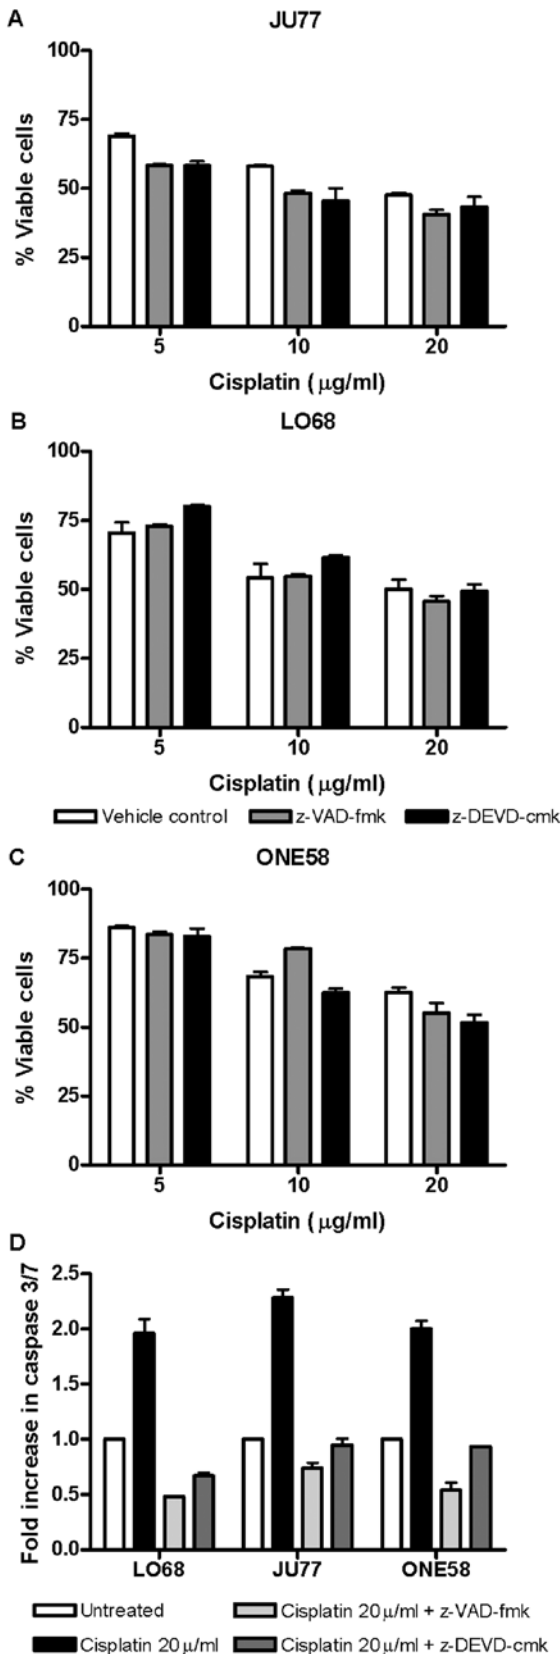 A
JU77
100
75
50
25
0
% Viable cells
5 10 20
Cisplatin (μg/ml)
B
LO68
100
75
50
25
0
% Viable cells
5 10 20
Cisplatin (μg/ml)
Vehicle control z-VAD-fmk z-DEVD-cmk
C
ONE58
100
75
50
25
0
% Viable cells
5 10 20
Cisplatin (μg/ml)
D
2.5
2.0
1.5
1.0
0.5
0.0
Fold increase in caspase 3/7
LO68 JU77 ONE58
Untreated Cisplatin 20 μ/ml + z-VAD-fmk
Cisplatin 20 μ/ml Cisplatin 20 μ/ml + z-DEVD-cmk